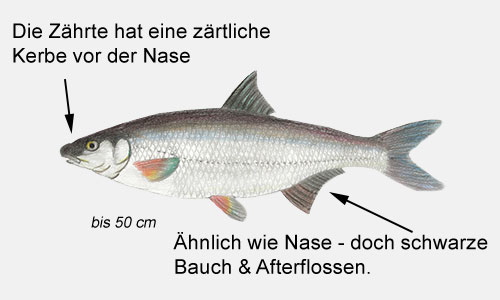 Die Zährte hat eine zärtliche
Kerbe vor der Nase
bis 50 cm
Ähnlich wie Nase - doch schwarze
Bauch & Afterflossen.